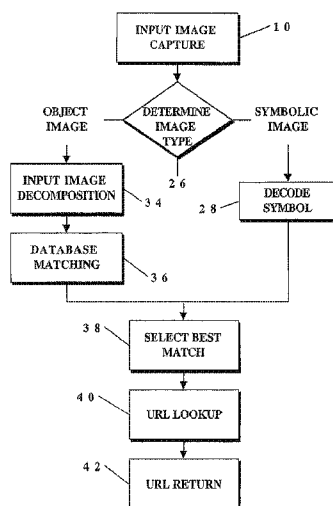 INPUT IMAGE
CAPTURE
10
OBJECT
IMAGE
DETERMINE
IMAGE
TYPE
SYMBOLIC
IMAGE
26
INPUT IMAGE
DECOMPOSITION
34
DECODE
SYMBOL
28
DATABASE
MATCHING
36
38
SELECT BEST
MATCH
40
URL LOOKUP
42
URL RETURN